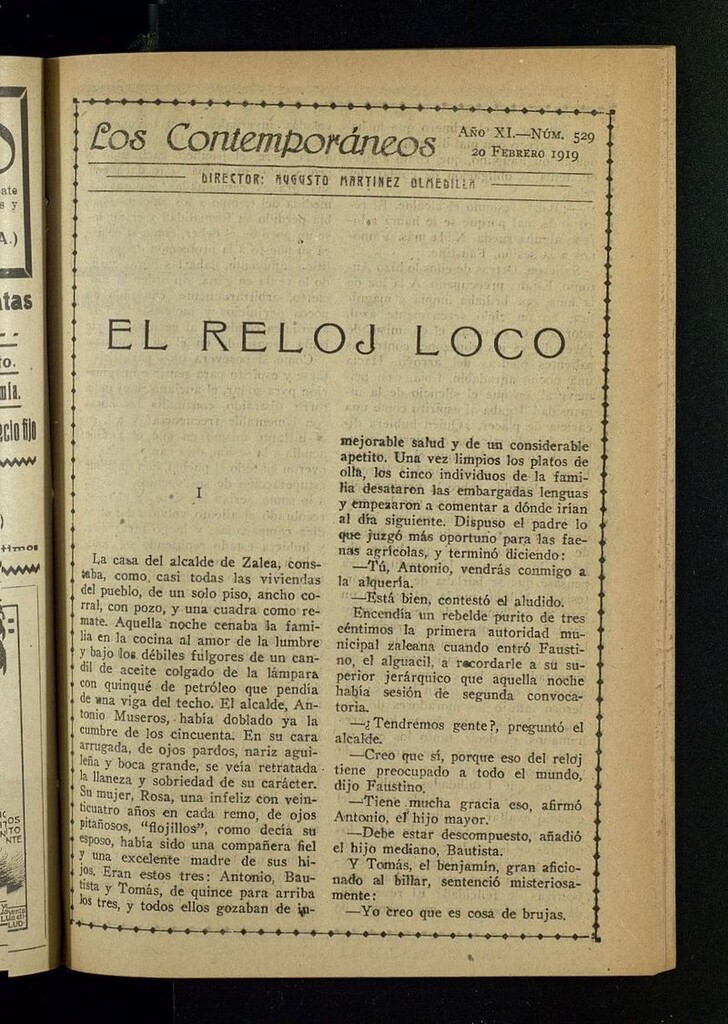 Los Contemporáneos
AÑO XI.—NÚM. 529
20 FEBRERO 1919
DIRECTOR: AUGUSTO MARTINEZ OLMEDILLA
EL RELOJ LOCO
I
La casa del alcalde de Zalea, cons-
taba, como casi todas las viviendas
del pueblo, de un solo piso, ancho co-
rral, con pozo, y una cuadra como re-
mate. Aquella noche cenaba la fami-
lia en la cocina al amor de la lumbre
y bajo los débiles fulgores de un can-
dil de aceite colgado de la lámpara
con quinqué de petróleo que pendía
de una viga del techo. El alcalde, An-
tonio Museros, había doblado ya la
cumbre de los cincuenta. En su cara
arrugada, de ojos pardos, nariz agui-
leña y boca grande, se veía retratada
la llaneza y sobriedad de su carácter.
Su mujer, Rosa, una infeliz con vein-
ticuatro años en cada remo, de ojos
pitañosos, "flojillos", como decía su
esposo, había sido una compañera fiel
y una excelente madre de sus hi-
jos. Eran estos tres: Antonio, Bau-
tista y Tomás, de quince para arriba
los tres, y todos ellos gozaban de in-
mejorable salud y de un considerable
apetito. Una vez limpios los platos de
olla, los cinco individuos de la fami-
lia desataron las embargadas lenguas
y empezaron a comentar a dónde irían
al día siguiente. Dispuso el padre lo
que juzgó más oportuno para las fae-
nas agrícolas, y terminó diciendo:
—Tú, Antonio, vendrás conmigo a
la alquería.
—Está bien, contestó el aludido.
Encendía un rebelde purito de tres
céntimos la primera autoridad mu-
nicipal zaleana cuando entró Fausti-
no, el alguacil, a recordarle a su su-
perior jerárquico que aquella noche
había sesión de segunda convoca-
toria.
—¿Tendremos gente?, preguntó el
alcalde.
—Creo que sí, porque eso del reloj
tiene preocupado a todo el mundo,
dijo Faustino.
—Tiene mucha gracia eso, afirmó
Antonio, el hijo mayor.
—Debe estar descompuesto, añadió
el hijo mediano, Bautista.
Y Tomás, el benjamín, gran aficio-
nado al billar, sentenció misteriosa-
mente:
—Yo creo que es cosa de brujas.